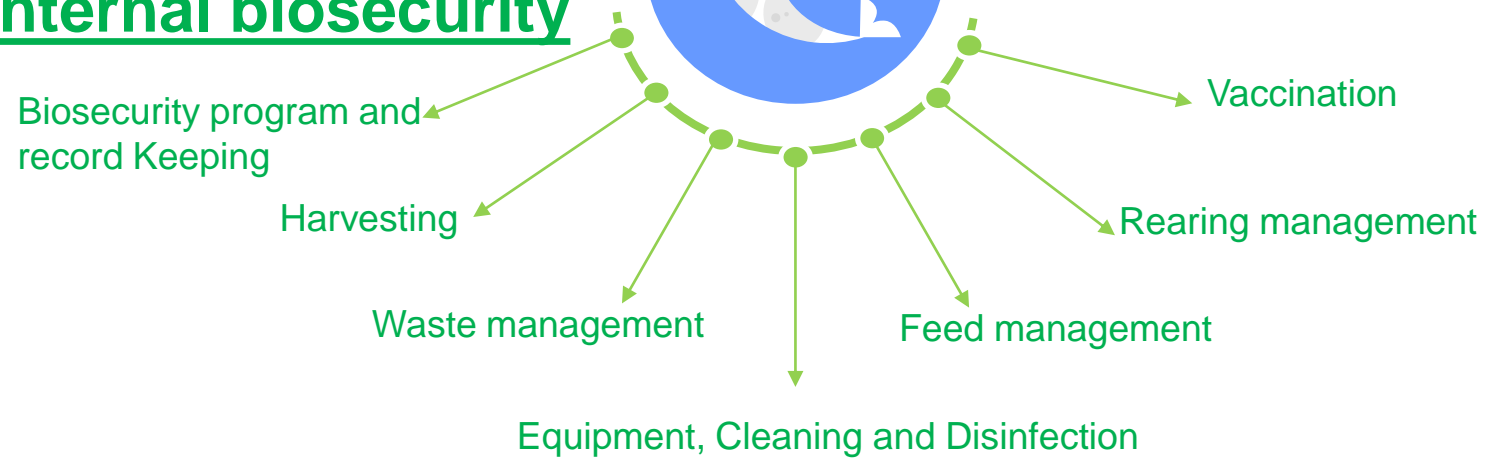 nternal biosecurity
Biosecurity program and
record Keeping
Vaccination
Harvesting
Rearing management
Waste management
Feed management
Equipment, Cleaning and Disinfection